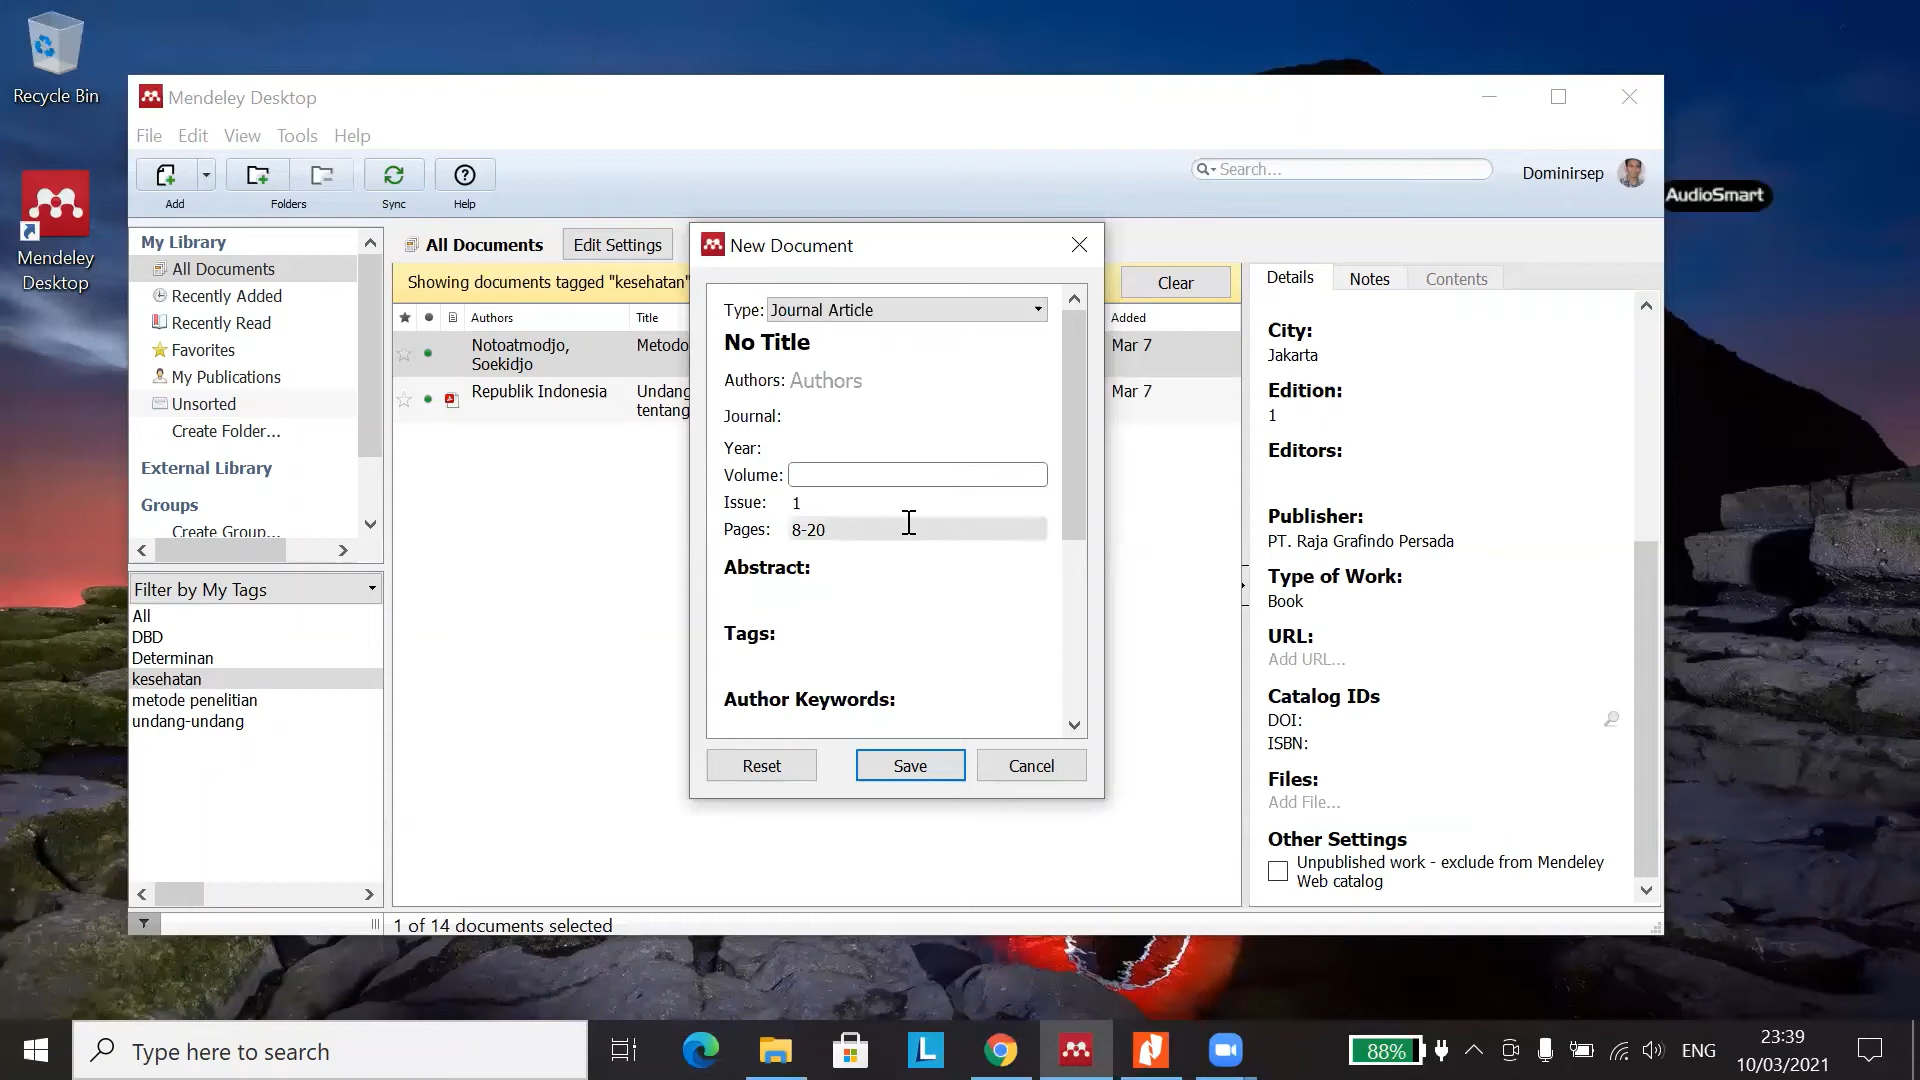 Recycle Bin
Mendeley
Desktop
Mendeley Desktop
File Edit View Tools Help
Add
Folders
Sync
Help
Search...
Dominirsep
AudioSmart
My Library
All Documents
Recently Added
Recently Read
Favorites
My Publications
Unsorted
Create Folder...
External Library
Groups
Create Group...
Filter by My Tags
All
DBD
Determinan
kesehatan
metode penelitian
undang-undang
All Documents
Edit Settings
Showing documents tagged "kesehatan"
Clear
Authors
Title
Added
Notoatmodjo,
Soekidjo
Metodo
Mar 7
Republik Indonesia
Undang
tentang
Mar 7
1 of 14 documents selected
New Document
Type: Journal Article
No Title
Authors: Authors
Journal:
Year:
Volume:
Issue: 1
Pages: 8-20
Abstract:
Tags:
Author Keywords:
Reset
Save
Cancel
Details
Notes
Contents
City:
Jakarta
Edition:
1
Editors:
Publisher:
PT. Raja Grafindo Persada
Type of Work:
Book
URL:
Add URL...
Catalog IDs
DOI:
ISBN:
Files:
Add File...
Other Settings
Unpublished work - exclude from Mendeley
Web catalog
Type here to search
L
88%
ENG
23:39
10/03/2021